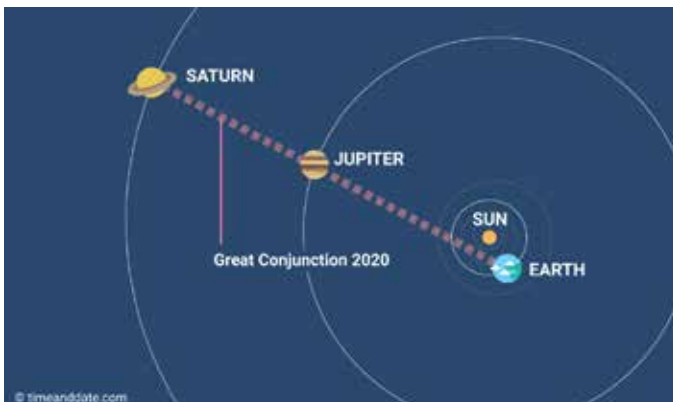 SATURN
JUPITER
SUN
Great Conjunction 2020
EARTH
© timeanddate.com